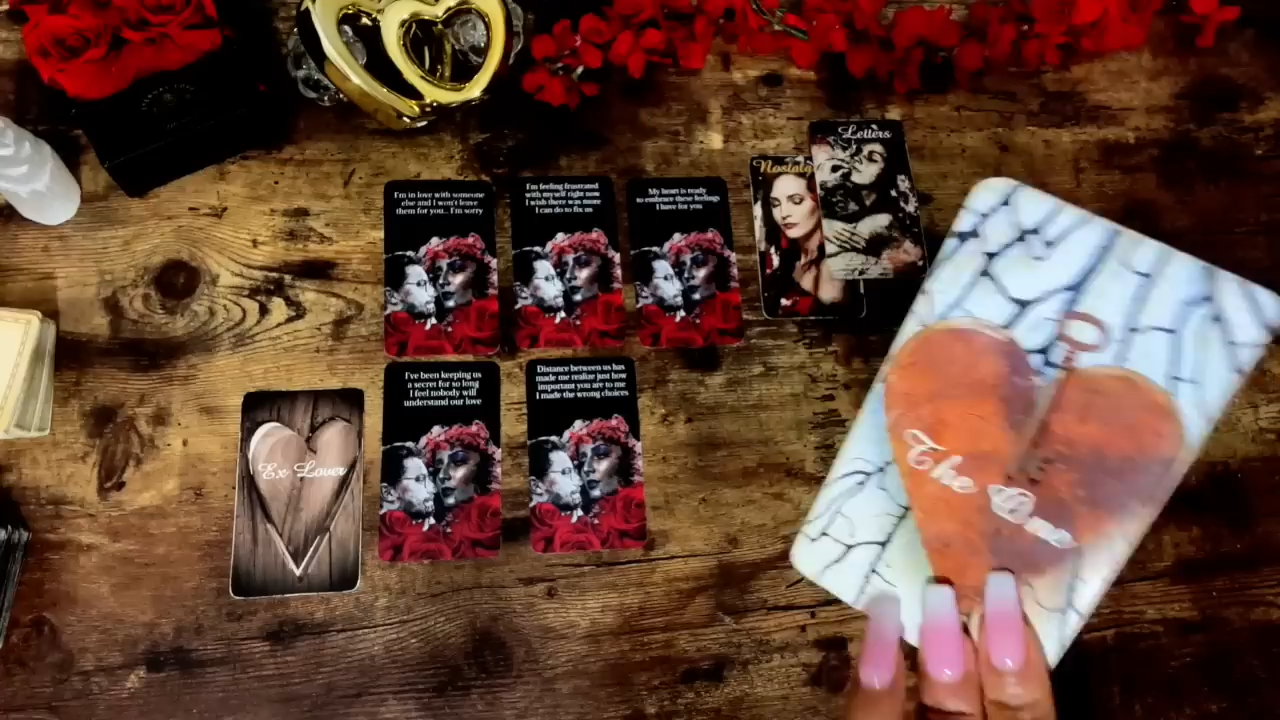 I'm in love with someone
else and I won't leave
them for you.. I'm sorry
I'm feeling frustrated
with myself right now
I wish there was more
I can do to fix us
My heart is ready
to embrace these feelings
I have for you
Letters
Ex Lover
I've been keeping us
a secret for so long
I feel nobody will
understand our love
Distance between us has
made me realize just how
important you are to me
I made the wrong choices
The One